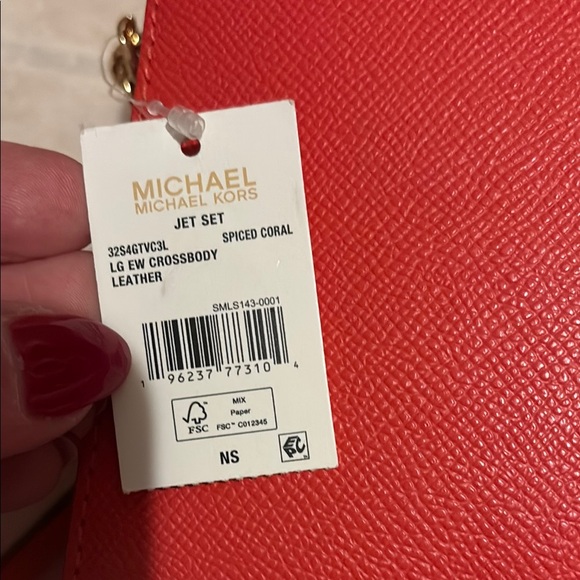 MICHAEL
MICHAEL KORS
JET SET
32S4GTVC3L SPICED CORAL
LG EW CROSSBODY
LEATHER
SMLS143-0001
1 96237 77310 4
MIX
Paper
FSC™ C012345
FSC
NS
EPC